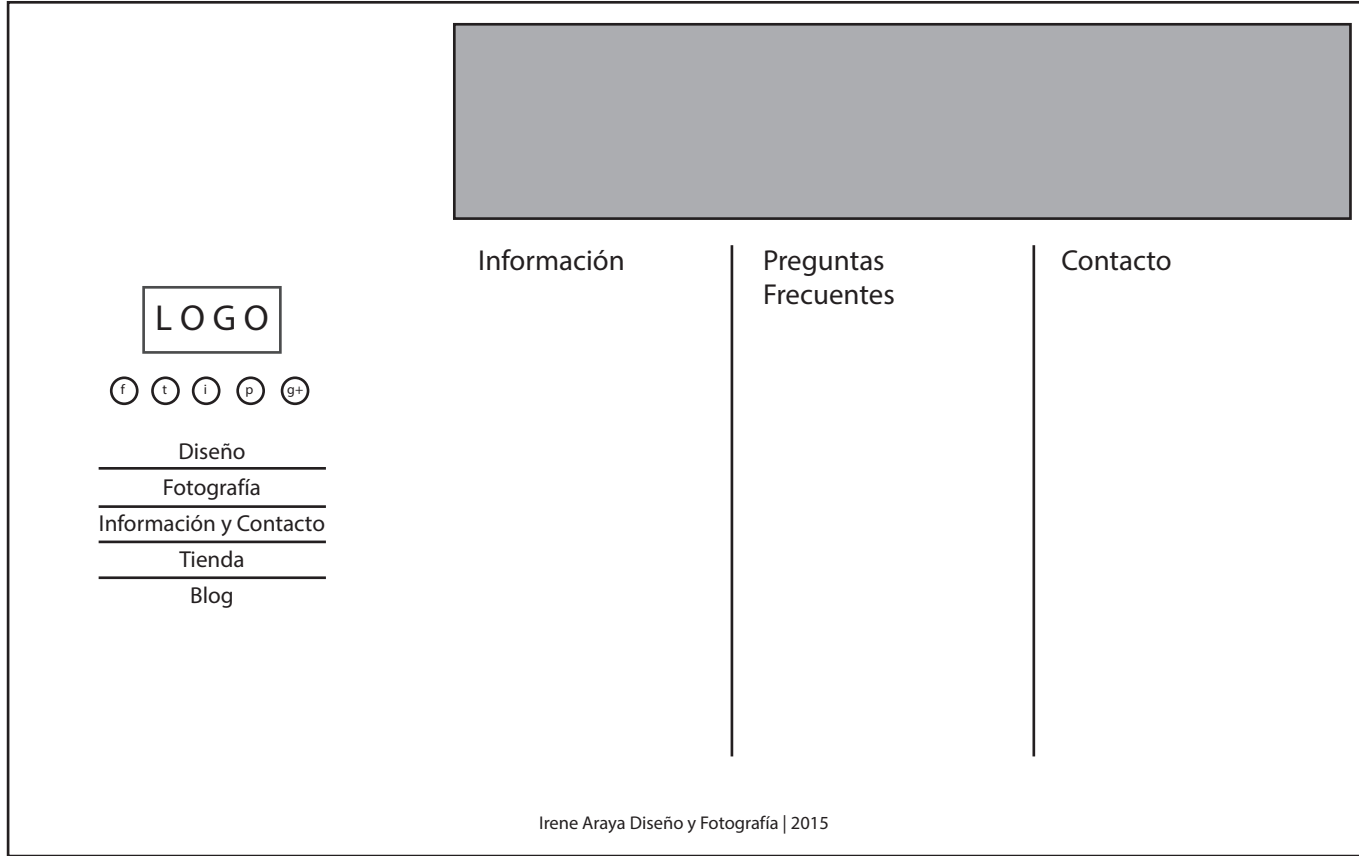 LOGO
f t i p g+
Diseño
Fotografía
Información y Contacto
Tienda
Blog
Información
Preguntas
Frecuentes
Contacto
Irene Araya Diseño y Fotografía | 2015